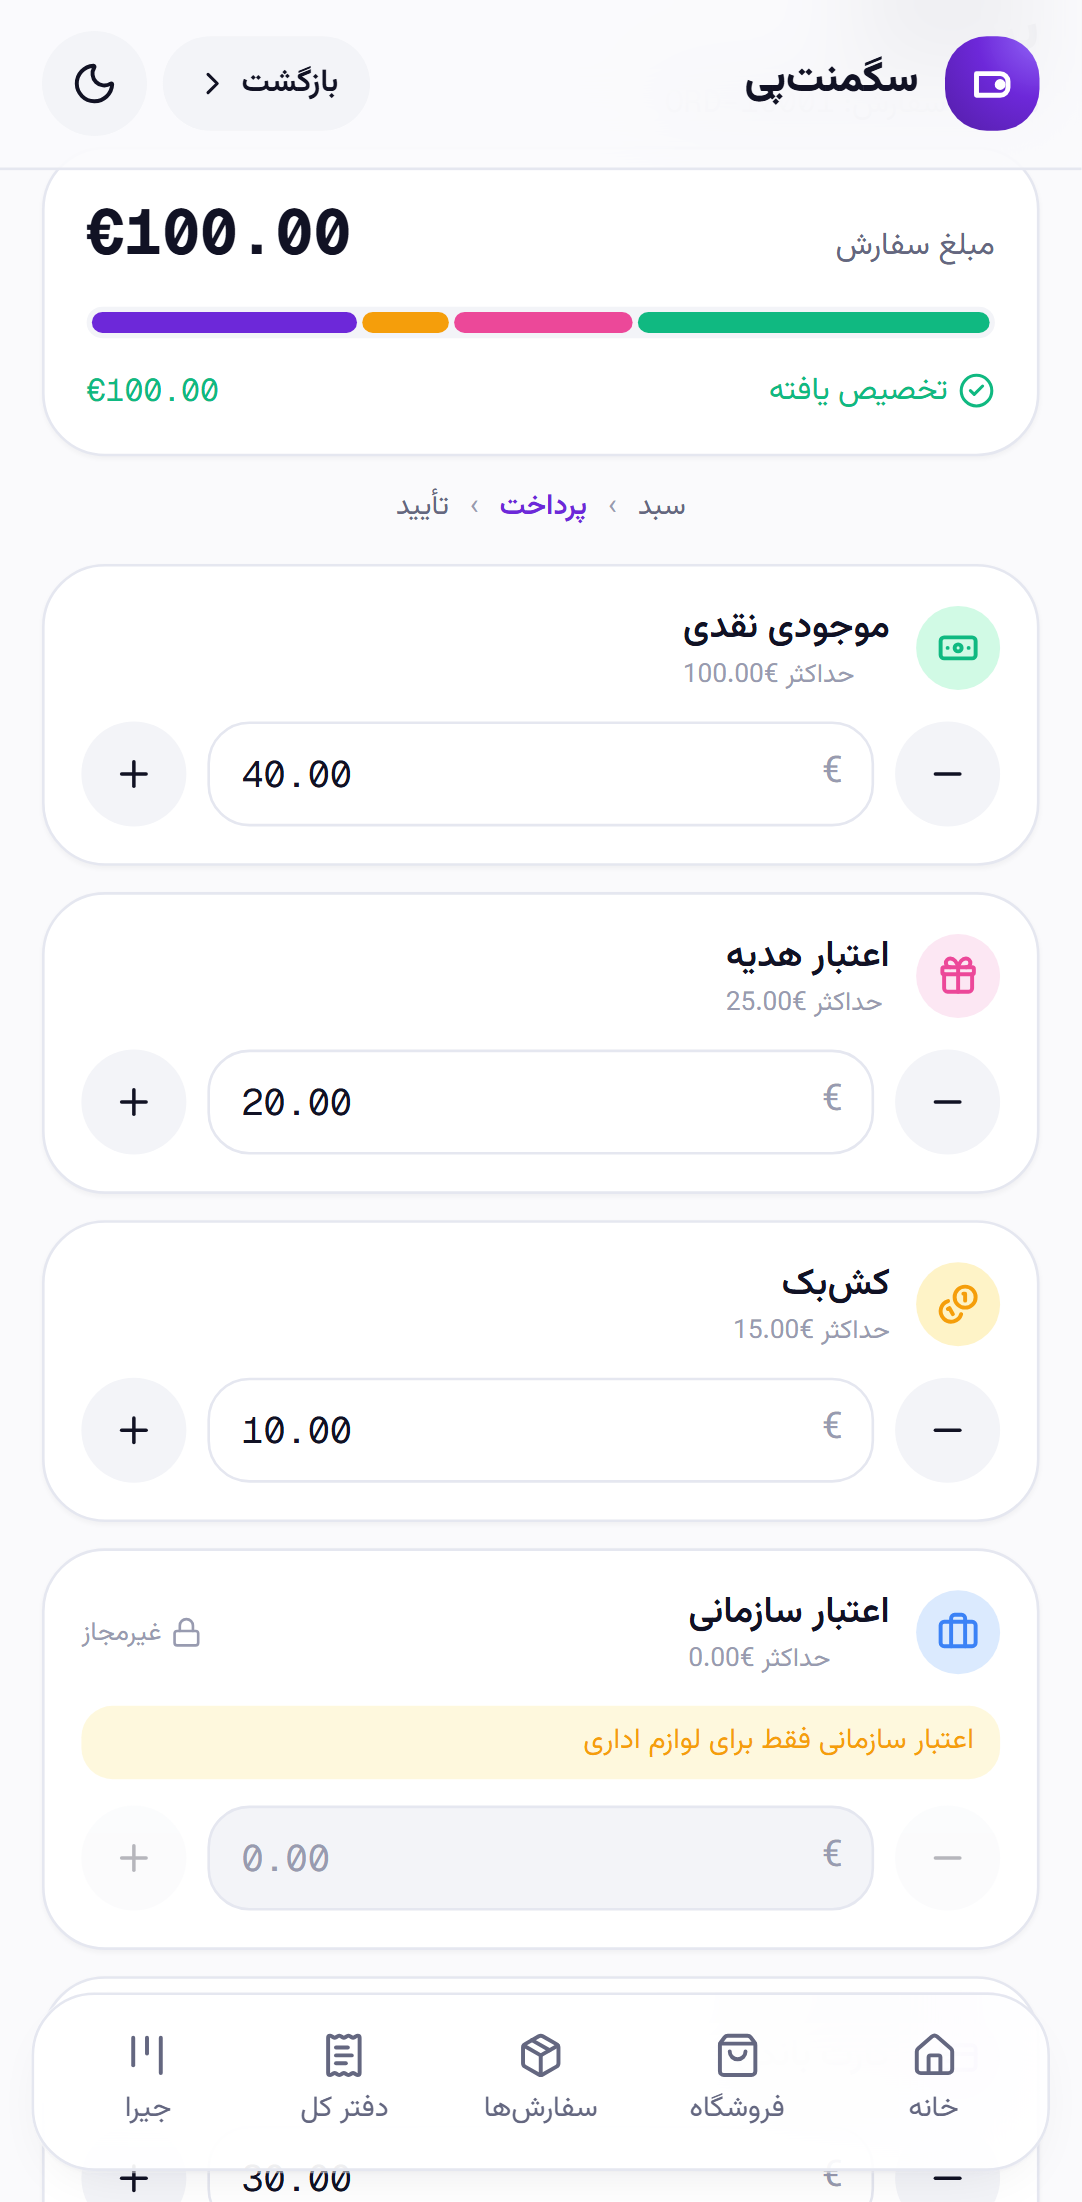 سگمنت‌پی
بازگشت
مبلغ سفارش
€100.00
تخصیص یافته
€100.00
سبد › پرداخت › تأیید
موجودی نقدی
حداکثر €100.00
€
40.00
اعتبار هدیه
حداکثر €25.00
€
20.00
کش‌بک
حداکثر €15.00
€
10.00
اعتبار سازمانی
حداکثر €0.00
غیرمجاز
اعتبار سازمانی فقط برای لوازم اداری
€
0.00
خانه
فروشگاه
سفارش‌ها
دفتر کل
جیرا
€
30.00